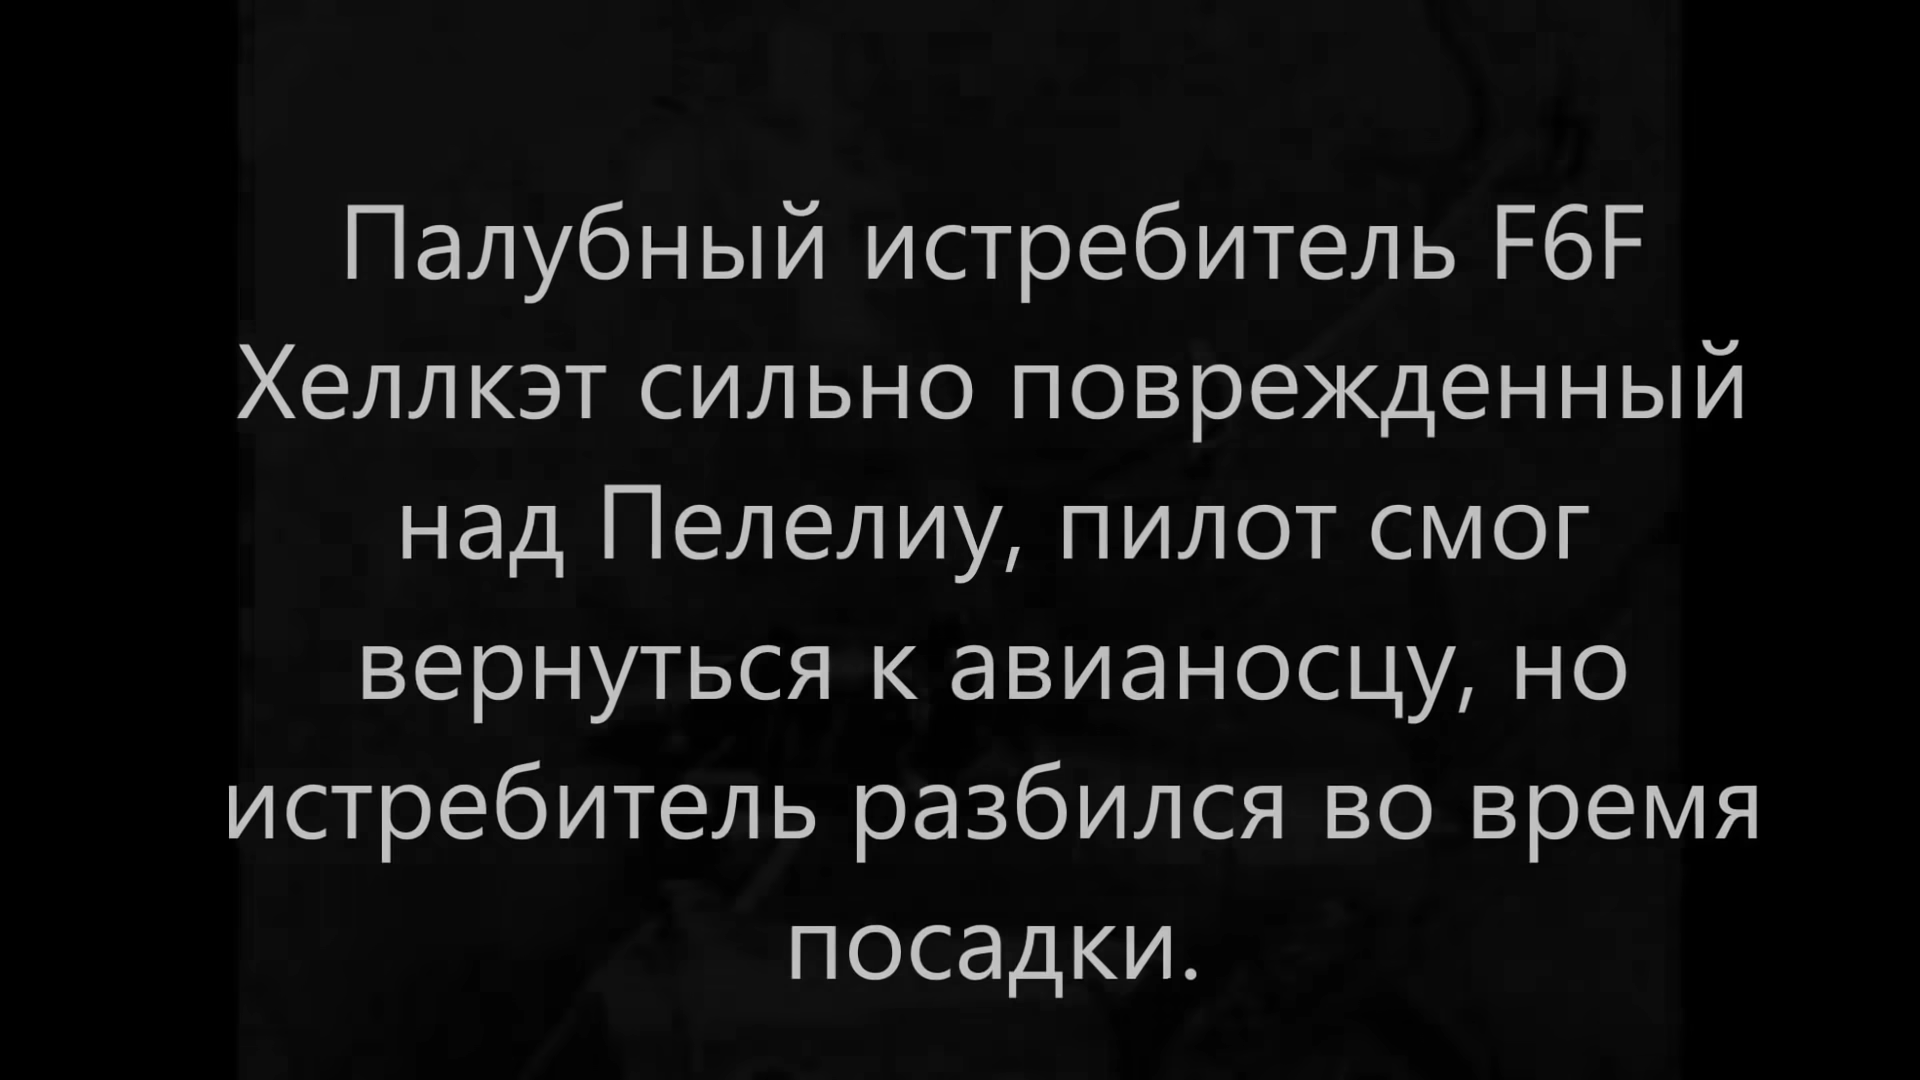 Палубный истребитель F6F
Хеллкэт сильно поврежденный
над Пелелиу, пилот смог
вернуться к авианосцу, но
истребитель разбился во время
посадки.